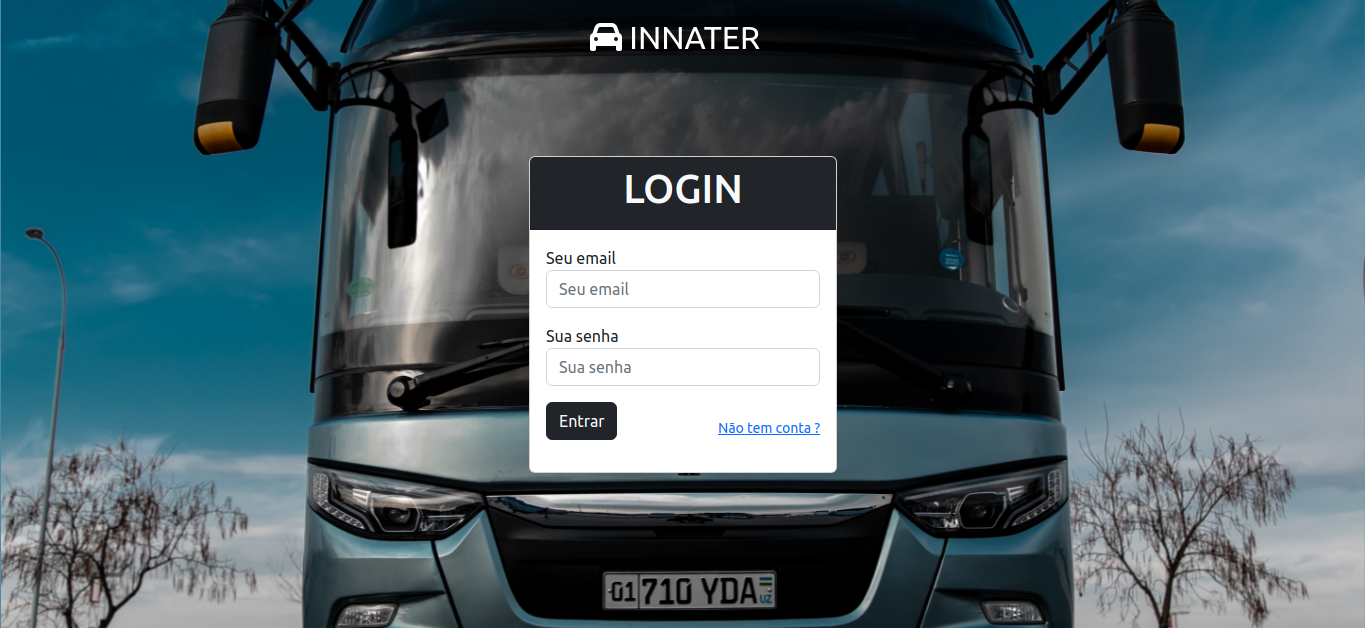 INNATER
LOGIN
Seu email
Seu email
Sua senha
Sua senha
Entrar
Não tem conta ?
01 710 YDA
UZ